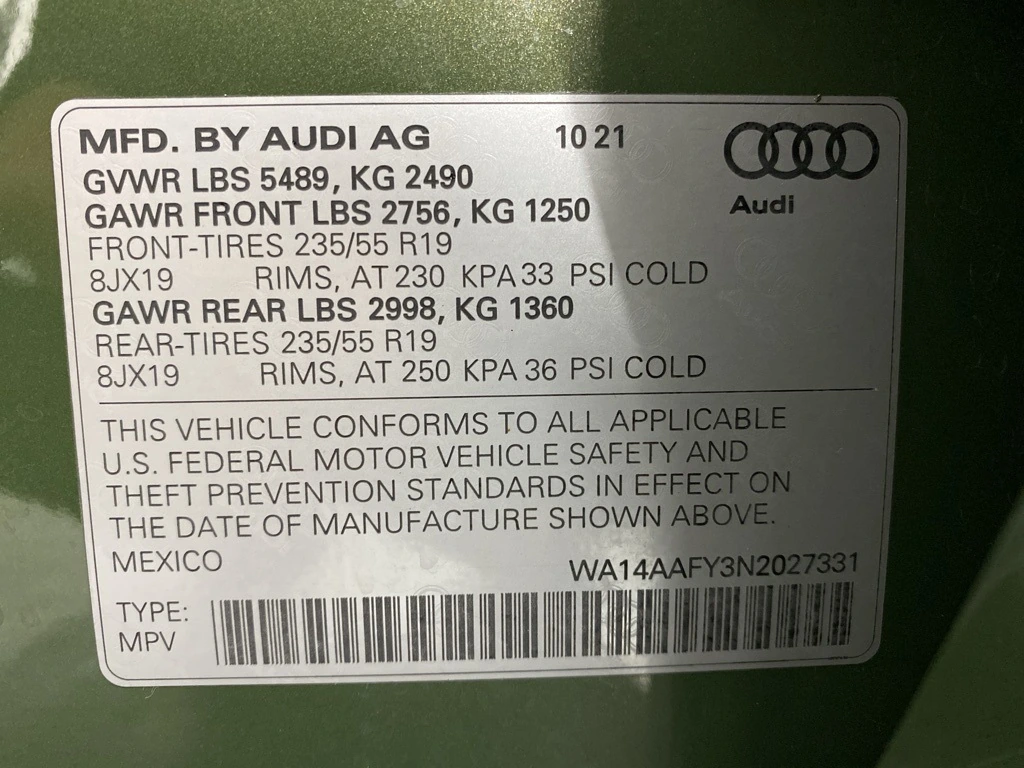 MFD. BY AUDI AG 10 21
Audi
GVWR LBS 5489, KG 2490
GAWR FRONT LBS 2756, KG 1250
FRONT-TIRES 235/55 R19
8JX19 RIMS, AT 230 KPA 33 PSI COLD
GAWR REAR LBS 2998, KG 1360
REAR-TIRES 235/55 R19
8JX19 RIMS, AT 250 KPA 36 PSI COLD
THIS VEHICLE CONFORMS TO ALL APPLICABLE
U.S. FEDERAL MOTOR VEHICLE SAFETY AND
THEFT PREVENTION STANDARDS IN EFFECT ON
THE DATE OF MANUFACTURE SHOWN ABOVE.
MEXICO WA14AAFY3N2027331
TYPE:
MPV